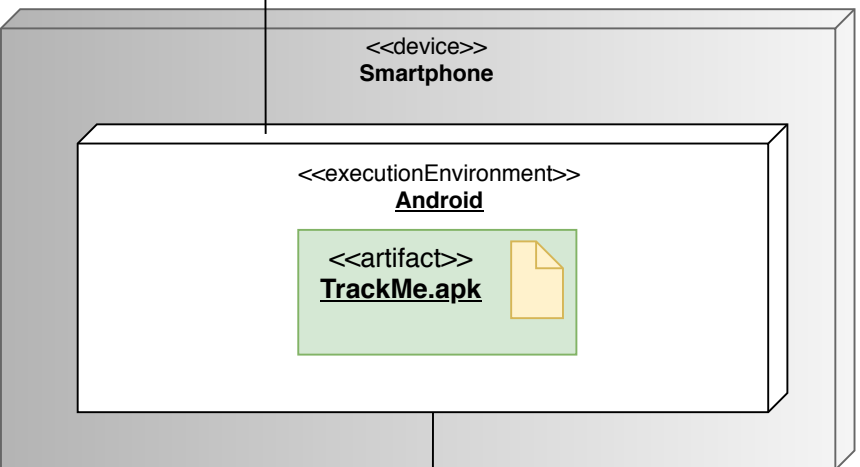 <<device>>
Smartphone
<<executionEnvironment>>
Android
<<artifact>>
TrackMe.apk